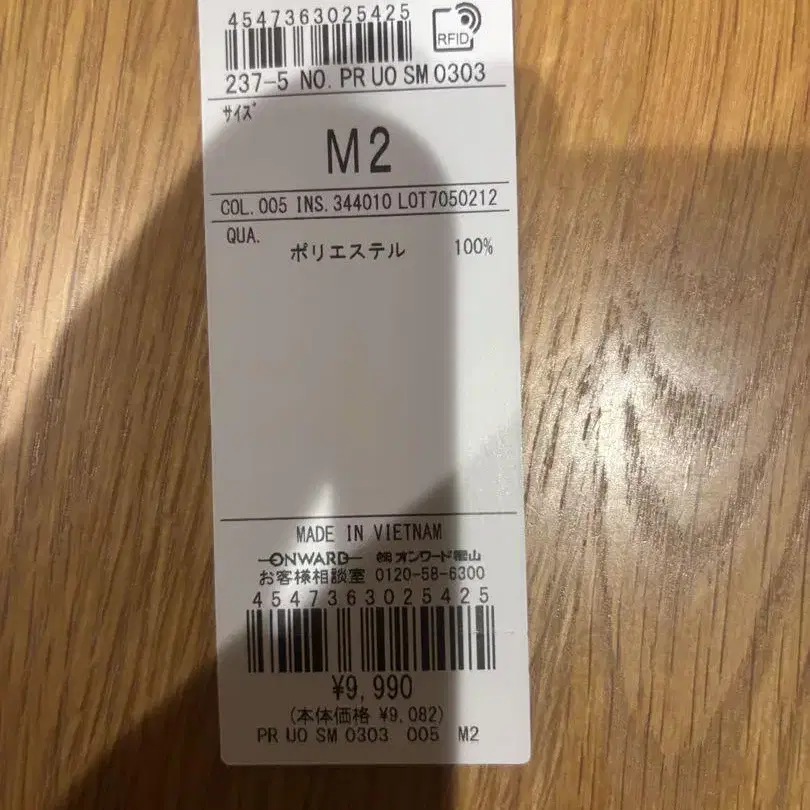 4547363025425
RFID
237-5 NO. PR UO SM 0303
サイズ
M2
COL. 005 INS. 344010 LOT7050212
QUA.
ポリエステル 100%
MADE IN VIETNAM
ONWARD ㈱オンワード樫山
お客様相談室 0120-58-6300
4547363025425
¥9,990
(本体価格 ¥9,082)
PR UO SM 0303 005 M2